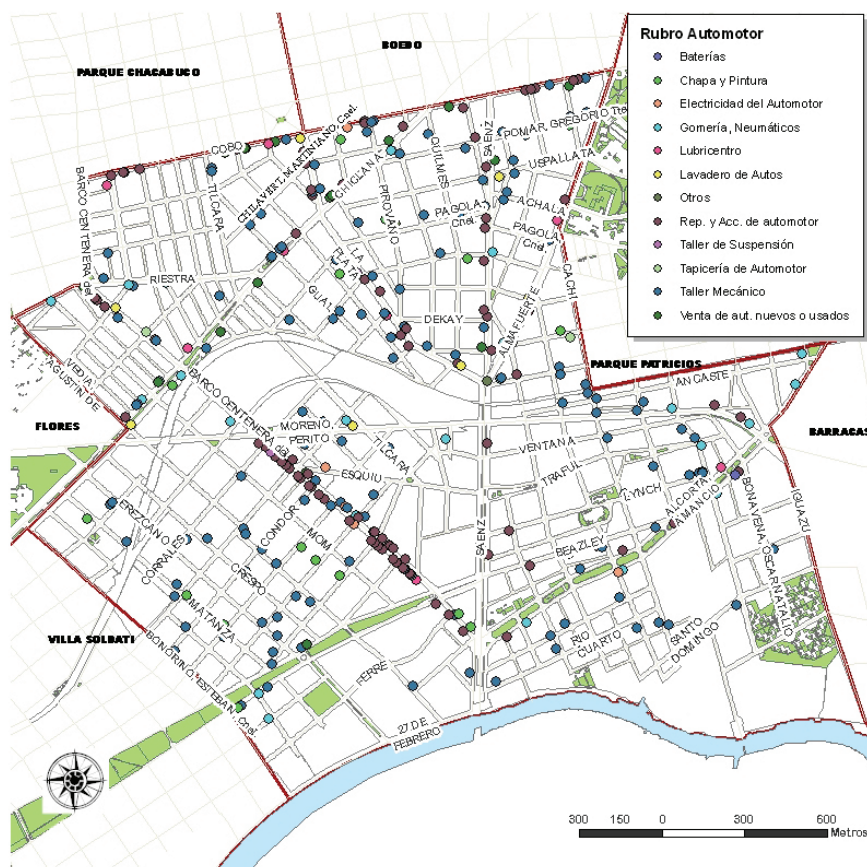 BOEDO
PARQUE CHACABUCO
Rubro Automotor
Baterías
Chapa y Pintura
Electricidad del Automotor
Gomería, Neumáticos
Lubricentro
Lavadero de Autos
Otros
Rep. y Acc. de automotor
Taller de Suspensión
Tapicería de Automotor
Taller Mecánico
Venta de aut. nuevos o usados
COBO
CHILAVERT, MARTINIANO, Cnel.
CHICLANA
QUILMES
SAENZ
POMAR, GREGORIO Tte.
USPALLATA
BARCO CENTENERA del
TILCARA
PIROVANO
PAGOLA
Cnel.
ACHALA
PAGOLA
Cnel.
CACHI
LA
PLATA
RIESTRA
GUALE
DEKAY
ALMAFUERTE
VEDIA
AGUSTIN DE
PARQUE PATRICIOS
ANCASTE
BARCO CENTENERA del
FLORES
BARRACAS
MORENO,
PERITO
TILCARA
ESQUIU
VENTANA
TRAFUL
LYNCH
ALCORTA
AMANCIO
BONAVENA, OSCAR NATALIO
IGUAZU
PEREZCANO
CORRALES
CONDOR
MOM
CRESPO
SAENZ
BEAZLEY
MATANZA
VILLA SOLDATI
BONORINO, ESTEBAN, Cnel.
FERRE
RIO
CUARTO
SANTO
DOMINGO
27 DE
FEBRERO
300 150 0 300 600
Metros